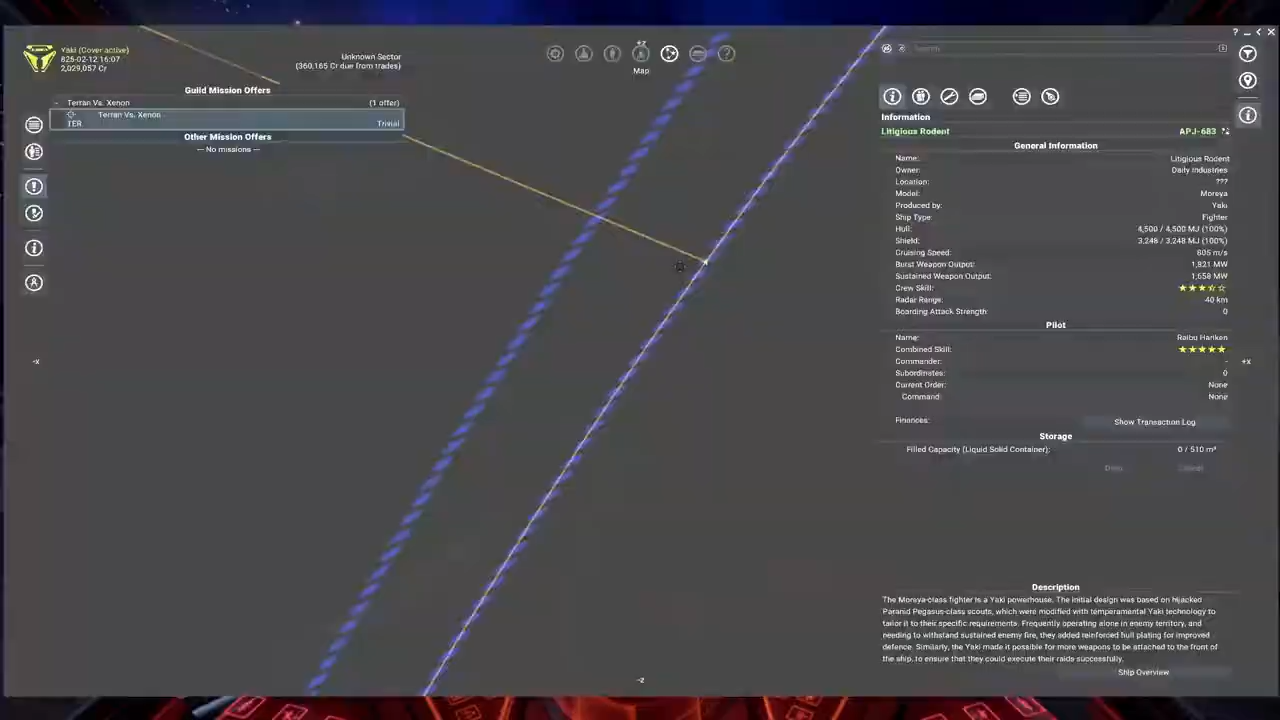 Yaki (Cover active)
825-02-12 16:07
2,029,057 Cr
Unknown Sector
(360,165 Cr due from trades)
Map
Guild Mission Offers
Terran Vs. Xenon (1 offer)
Terran Vs. Xenon
TER Trivial
Other Mission Offers
--- No missions ---
-x
+x
-z
Search
Information
Litigious Rodent APJ-683
General Information
Name: Litigious Rodent
Owner: Daily Industries
Location: ???
Model: Moreya
Produced by: Yaki
Ship Type: Fighter
Hull: 4,500 / 4,500 MJ (100%)
Shield: 3,248 / 3,248 MJ (100%)
Cruising Speed: 605 m/s
Burst Weapon Output: 1,821 MW
Sustained Weapon Output: 1,658 MW
Crew Skill: ★★★
Radar Range: 40 km
Boarding Attack Strength: 0
Pilot
Name: Reibu Hanken
Combined Skill: ★★★★★
Commander: -
Subordinates: 0
Current Order: None
Command: None
Finances: Show Transaction Log
Storage
Filled Capacity (Liquid Solid Container): 0 / 510 m³
Description
The Moreya-class fighter is a Yaki powerhouse. The initial design was based on hijacked
Paranid Pegasus-class scouts, which were modified with temperamental Yaki technology to
tailor it to their specific requirements. Frequently operating alone in enemy territory, and
needing to withstand sustained enemy fire, they added reinforced hull plating for improved
defence. Similarly, the Yaki made it possible for more weapons to be attached to the front of
the ship, to ensure that they could execute their raids successfully.
Ship Overview